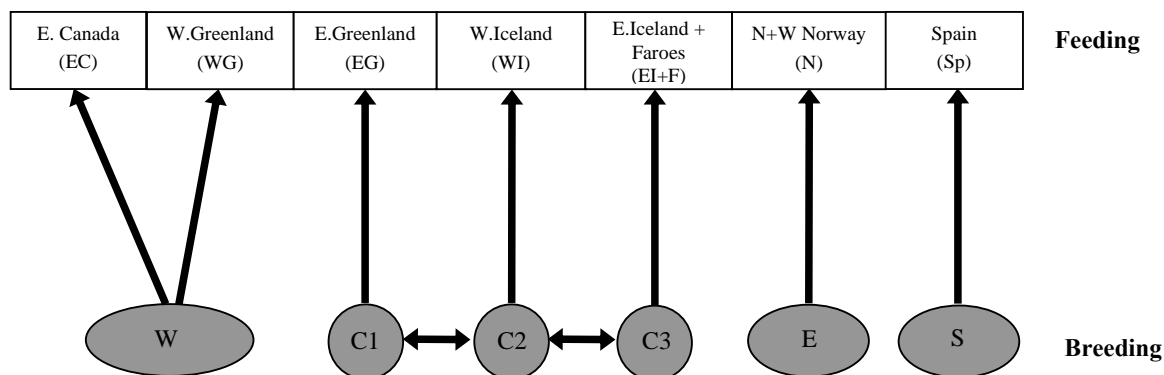 E. Canada
(EC)
W.Greenland
(WG)
E.Greenland
(EG)
W.Iceland
(WI)
E.Iceland +
Faroes
(EI+F)
N+W Norway
(N)
Spain
(Sp)
Feeding
W
C1
C2
C3
E
S
Breeding